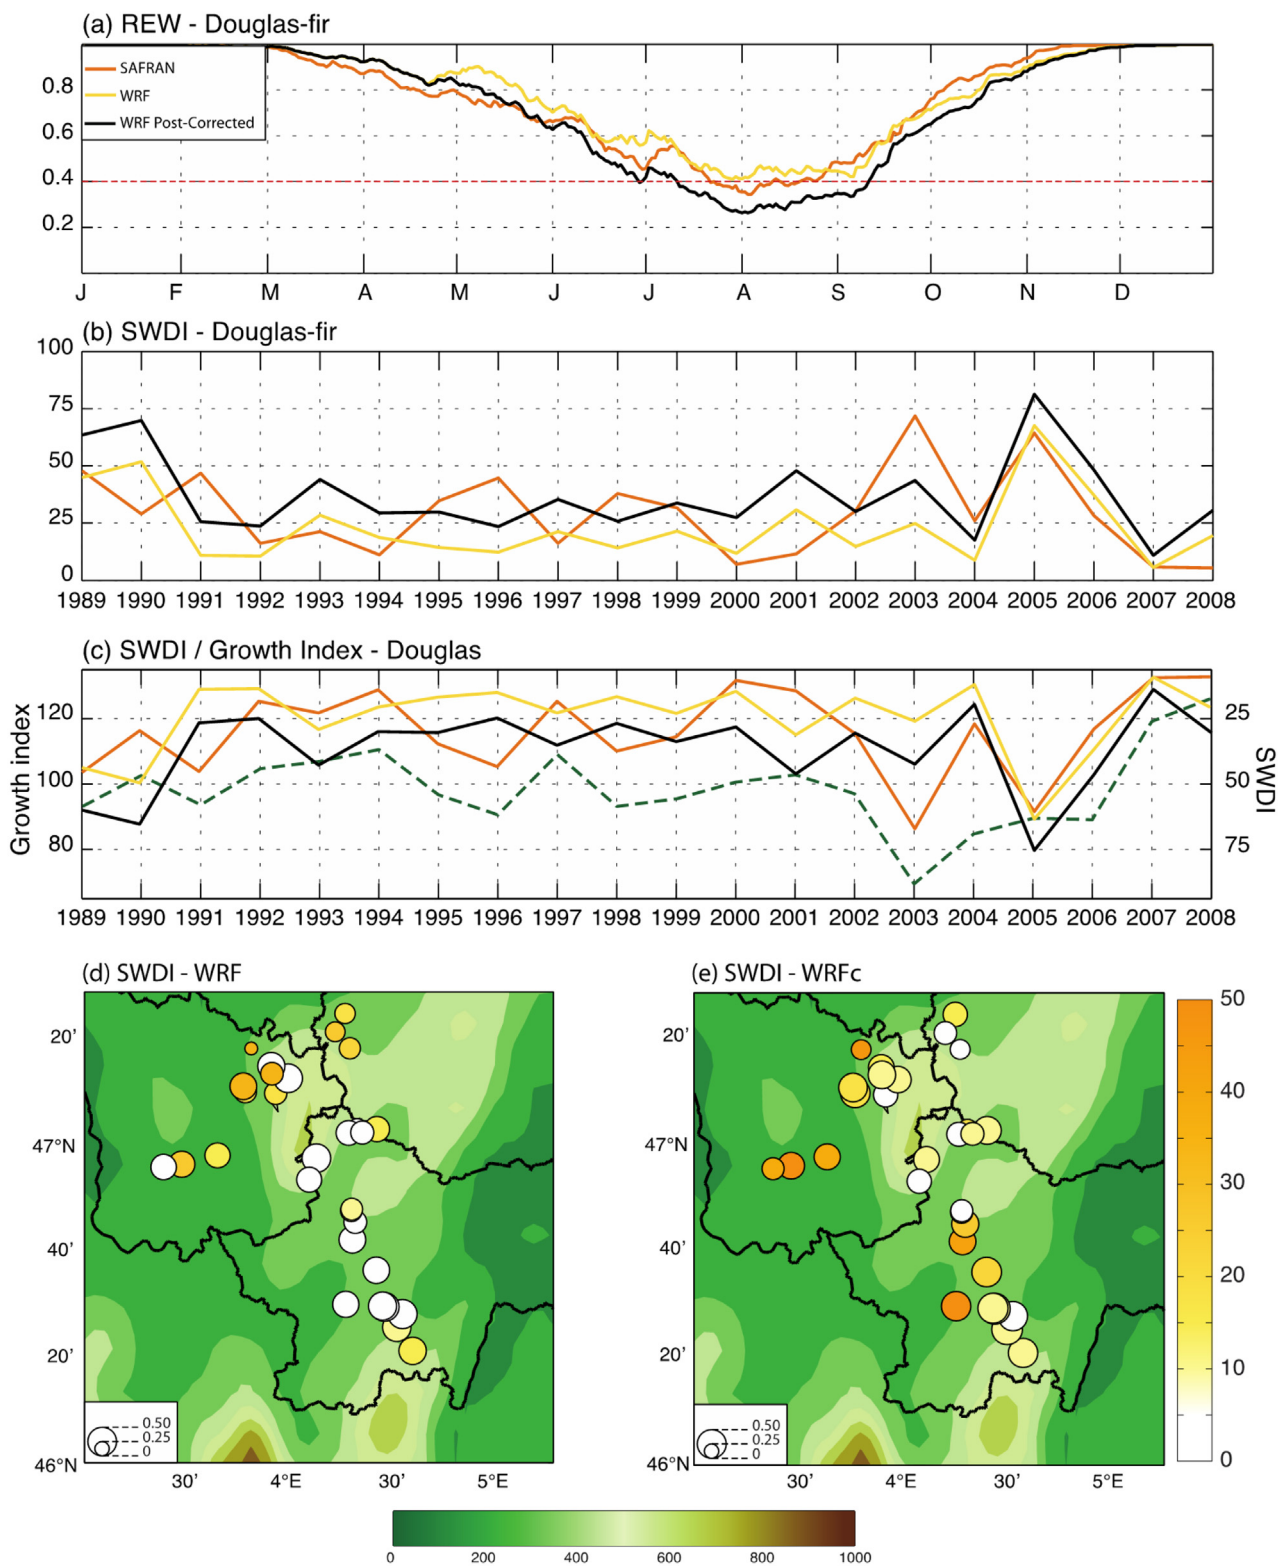 (a) REW - Douglas-fir
SAFRAN
WRF
WRF Post-Corrected
0.8
0.6
0.4
0.2
J F M A M J J A S O N D
(b) SWDI - Douglas-fir
100
75
50
25
0
1989 1990 1991 1992 1993 1994 1995 1996 1997 1998 1999 2000 2001 2002 2003 2004 2005 2006 2007 2008
(c) SWDI / Growth Index - Douglas
Growth index
120
100
80
25
50
75
SWDI
1989 1990 1991 1992 1993 1994 1995 1996 1997 1998 1999 2000 2001 2002 2003 2004 2005 2006 2007 2008
(d) SWDI - WRF
20'
47°N
40'
20'
46°N
0.50
0.25
0
30' 4°E 30' 5°E
(e) SWDI - WRFc
20'
47°N
40'
20'
46°N
0.50
0.25
0
30' 4°E 30' 5°E
50
40
30
20
10
0
0 200 400 600 800 1000